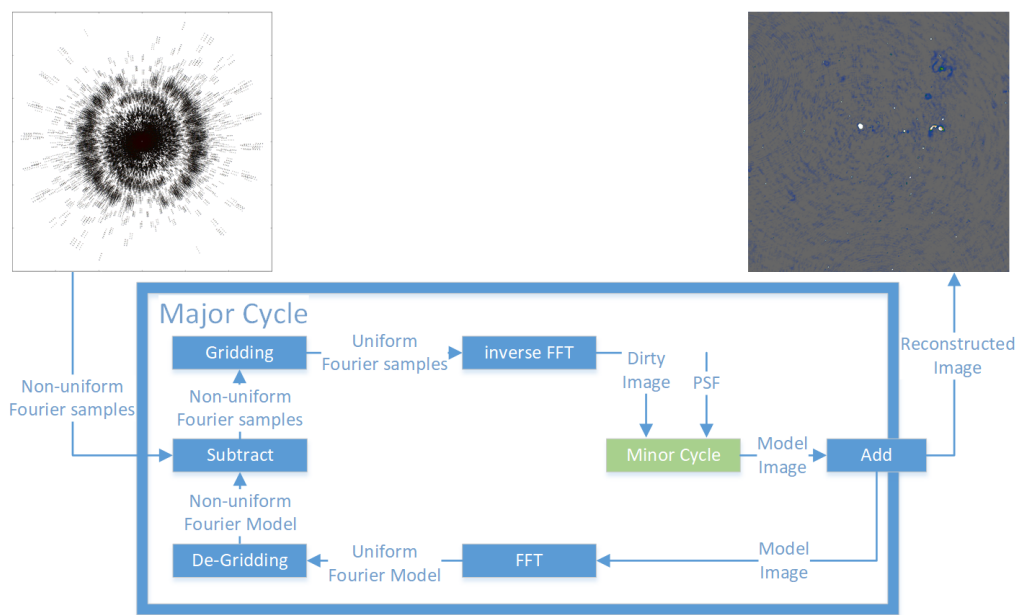 Major Cycle
Gridding
Uniform
Fourier samples
inverse FFT
Dirty
Image
PSF
Reconstructed
Image
Non-uniform
Fourier samples
Non-uniform
Fourier samples
Subtract
Minor Cycle
Model
Image
Add
Non-uniform
Fourier Model
De-Gridding
Uniform
Fourier Model
FFT
Model
Image